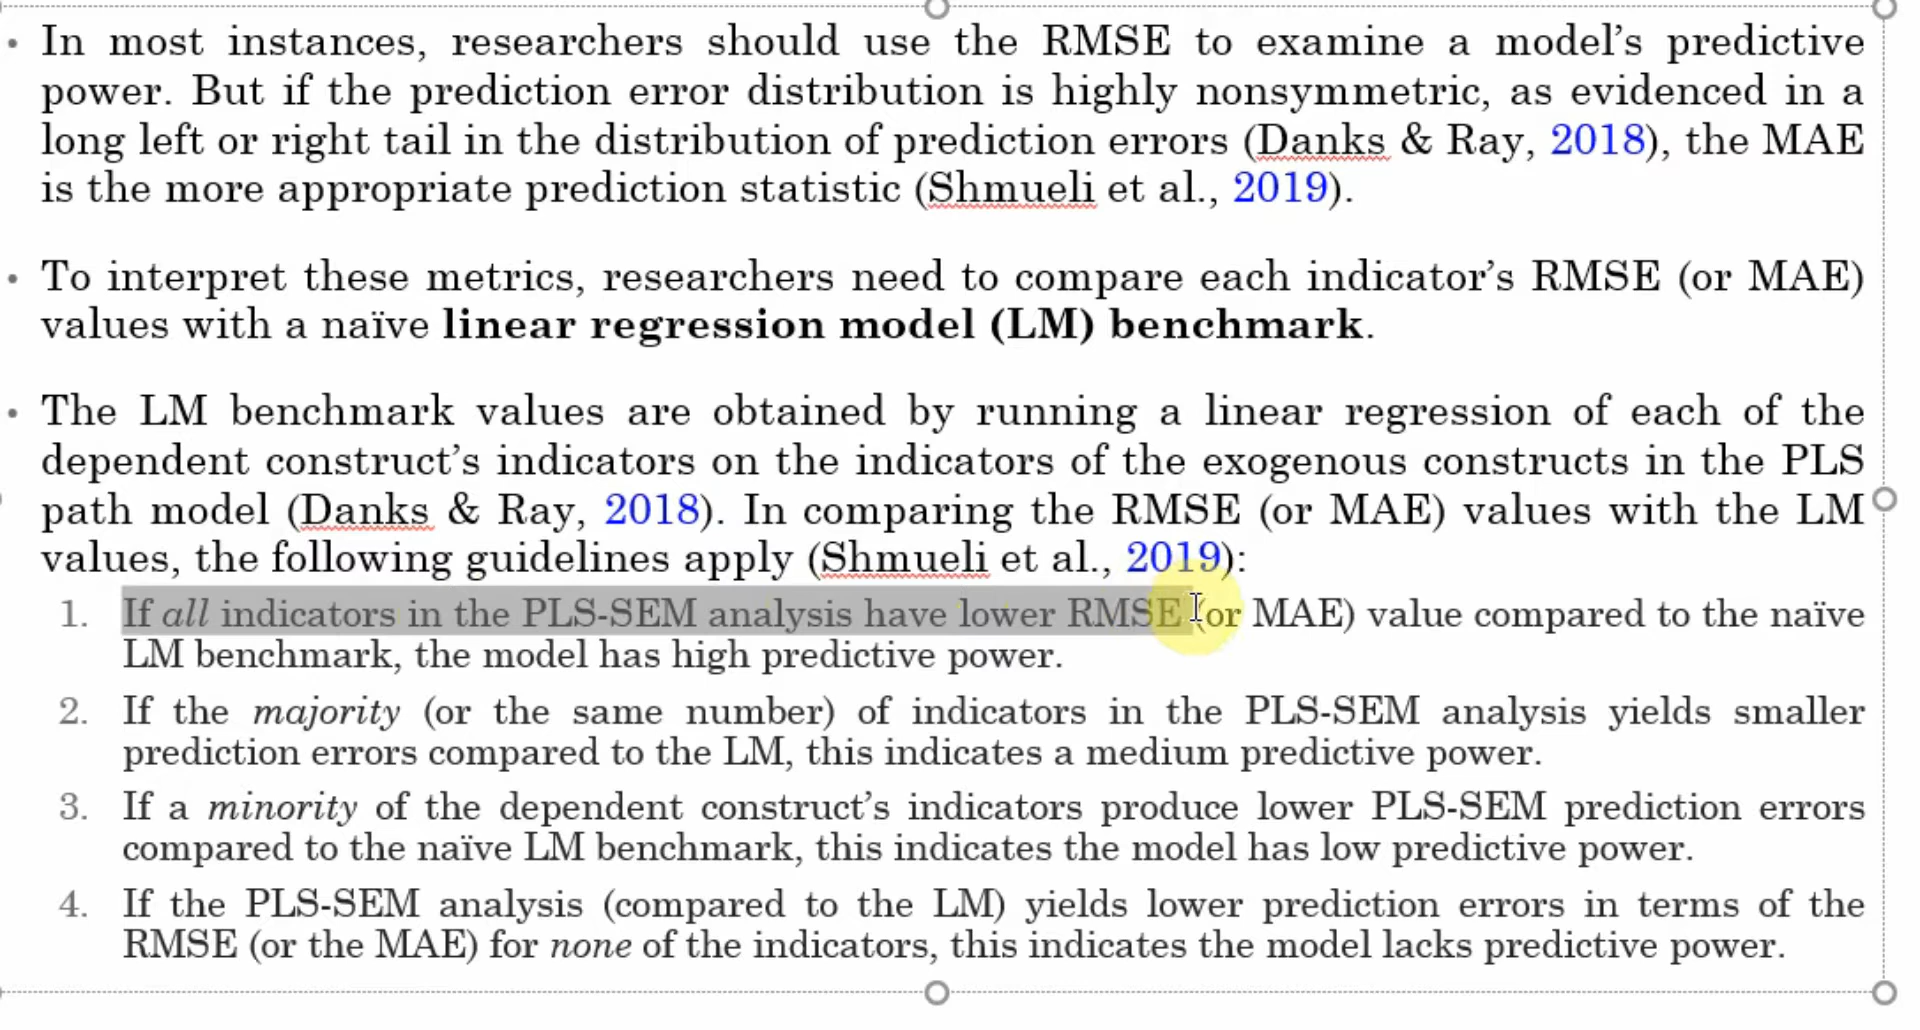 • In most instances, researchers should use the RMSE to examine a model's predictive
power. But if the prediction error distribution is highly nonsymmetric, as evidenced in a
long left or right tail in the distribution of prediction errors (Danks & Ray, 2018), the MAE
is the more appropriate prediction statistic (Shmueli et al., 2019).
• To interpret these metrics, researchers need to compare each indicator's RMSE (or MAE)
values with a naïve linear regression model (LM) benchmark.
• The LM benchmark values are obtained by running a linear regression of each of the
dependent construct's indicators on the indicators of the exogenous constructs in the PLS
path model (Danks & Ray, 2018). In comparing the RMSE (or MAE) values with the LM
values, the following guidelines apply (Shmueli et al., 2019):
1. If all indicators in the PLS-SEM analysis have lower RMSE (or MAE) value compared to the naïve
LM benchmark, the model has high predictive power.
2. If the majority (or the same number) of indicators in the PLS-SEM analysis yields smaller
prediction errors compared to the LM, this indicates a medium predictive power.
3. If a minority of the dependent construct's indicators produce lower PLS-SEM prediction errors
compared to the naïve LM benchmark, this indicates the model has low predictive power.
4. If the PLS-SEM analysis (compared to the LM) yields lower prediction errors in terms of the
RMSE (or the MAE) for none of the indicators, this indicates the model lacks predictive power.